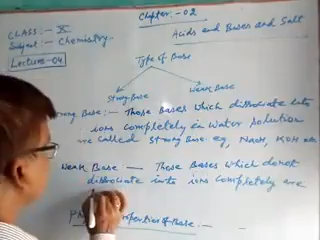 CLASS:- X
Chapter:- 02
Subject:- Chemistry.
Acids and Bases and Salt
Lecture-04
Type of Base
Strong Base
Weak Base
Strong Base:- Those Bases which dissociate into
ions completely in water solution
are called Strong Base. eg, NaOH, KOH etc
Weak Base:- Those Bases which do not
dissociate into ions completely are
Properties of Base:-